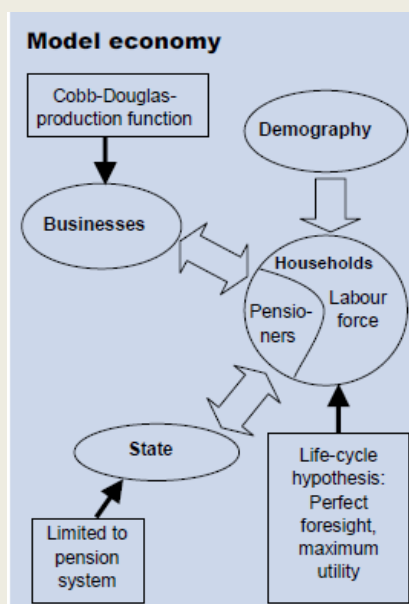 Model economy
Cobb-Douglas-
production function
Demography
Businesses
Households
Pensio-
ners
Labour
force
State
Life-cycle
hypothesis:
Perfect
foresight,
maximum
utility
Limited to
pension
system